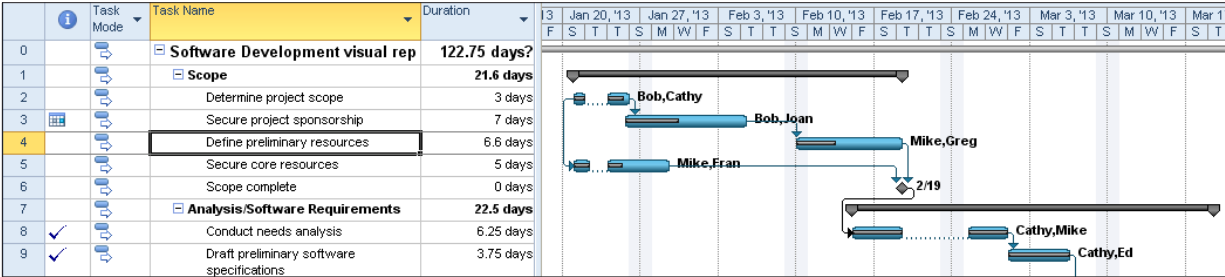 Task Mode
Task Name
Duration
13 Jan 20, '13 Jan 27, '13 Feb 3, '13 Feb 10, '13 Feb 17, '13 Feb 24, '13 Mar 3, '13 Mar 10, '13 Mar 1
F S T T S M W F S T T S M W F S T T S M W F S T T S M W F S T
0 Software Development visual rep 122.75 days?
1 Scope 21.6 days
2 Determine project scope 3 days Bob,Cathy
3 Secure project sponsorship 7 days Bob,Joan
4 Define preliminary resources 6.6 days Mike,Greg
5 Secure core resources 5 days Mike,Fran
6 Scope complete 0 days 2/19
7 Analysis/Software Requirements 22.5 days
8 Conduct needs analysis 6.25 days Cathy,Mike
9 Draft preliminary software 3.75 days Cathy,Ed
specifications